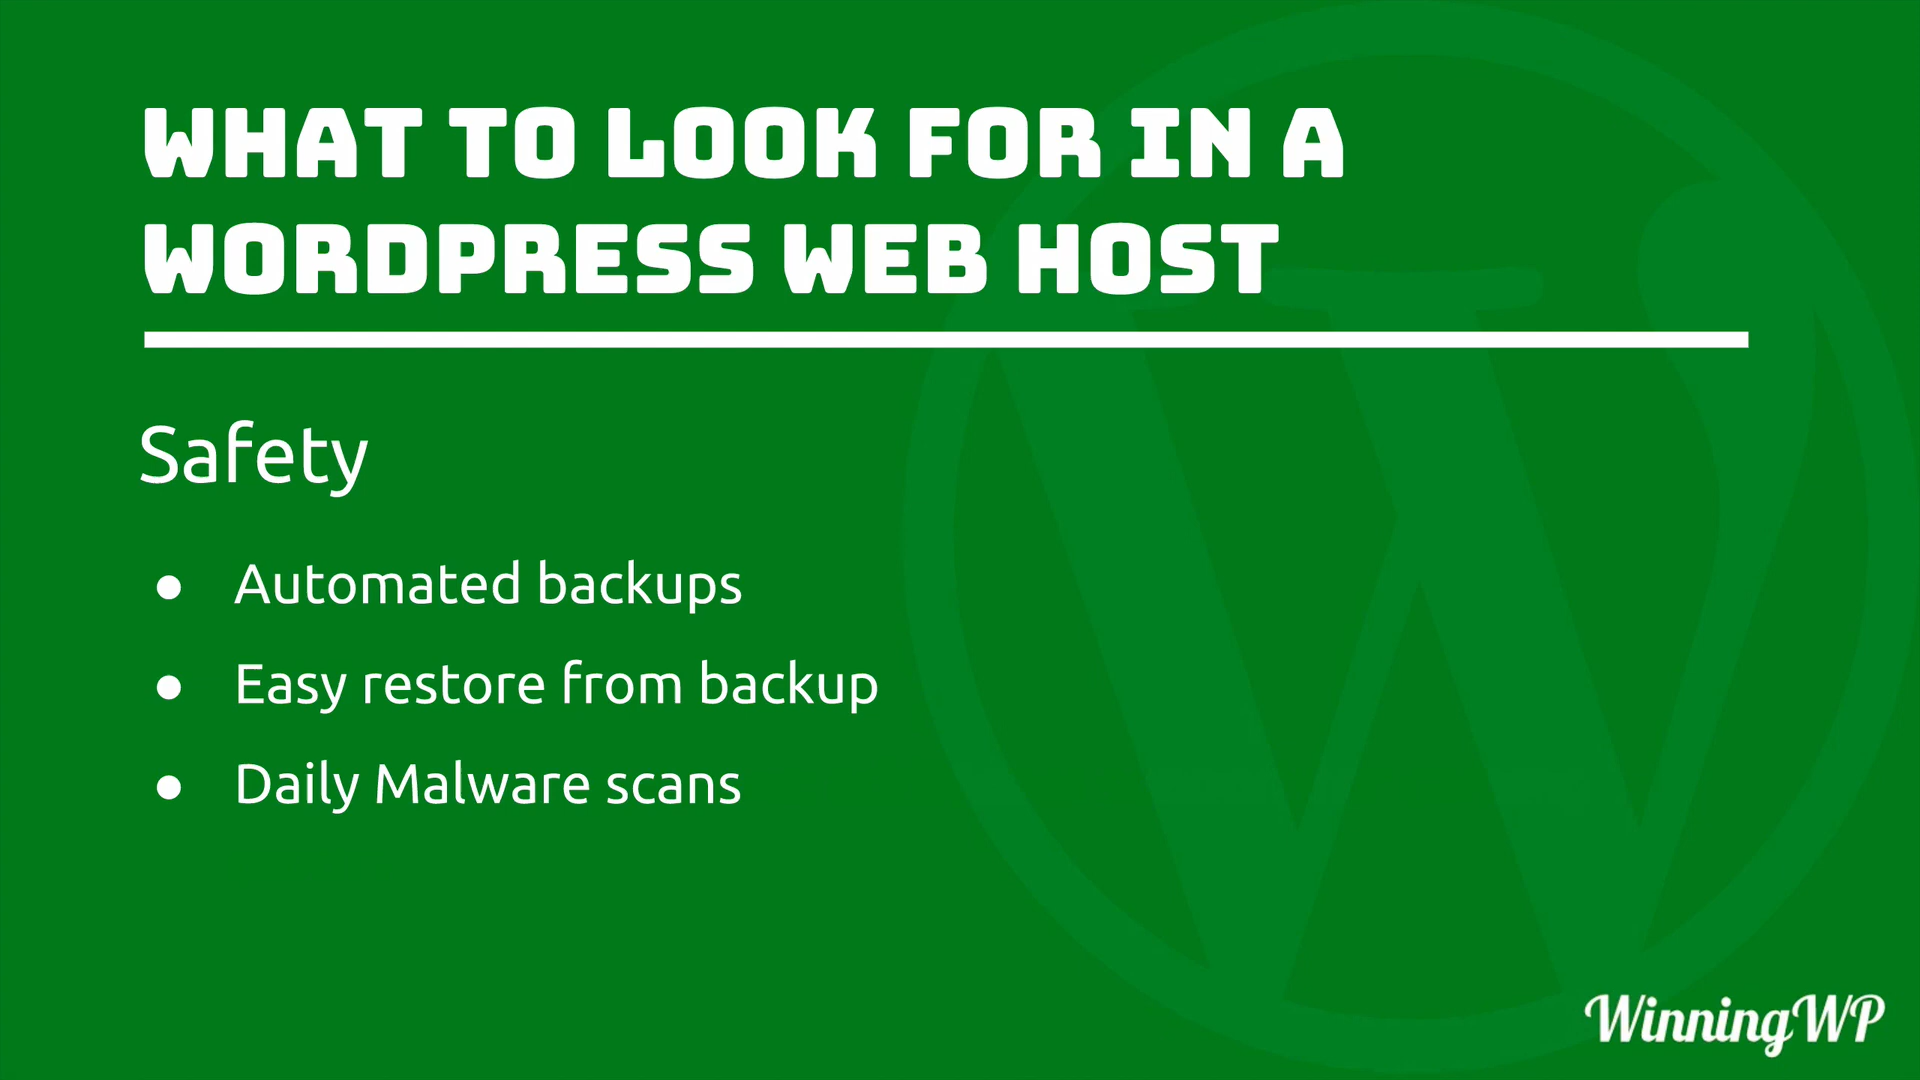 WHAT TO LOOK FOR IN A
WORDPRESS WEB HOST
Safety
● Automated backups
● Easy restore from backup
● Daily Malware scans
WinningWP